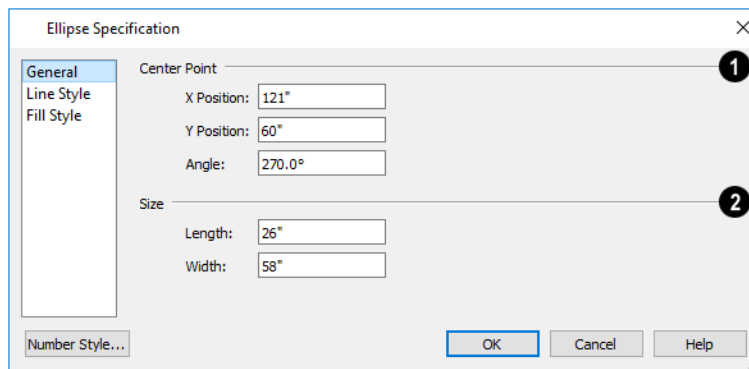 Ellipse Specification
General
Line Style
Fill Style
Center Point
1
X Position: 121"
Y Position: 60"
Angle: 270.0°
Size
2
Length: 26"
Width: 58"
Number Style...
OK
Cancel
Help